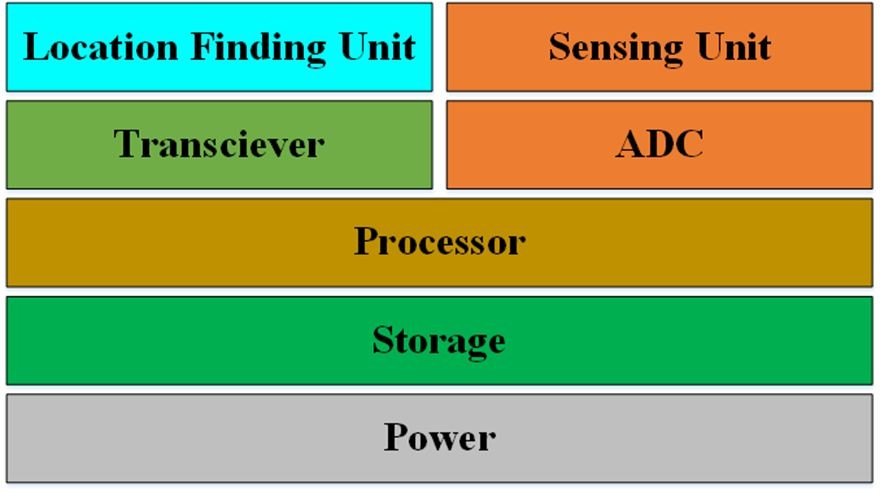 Location Finding Unit
Sensing Unit
Transciever
ADC
Processor
Storage
Power